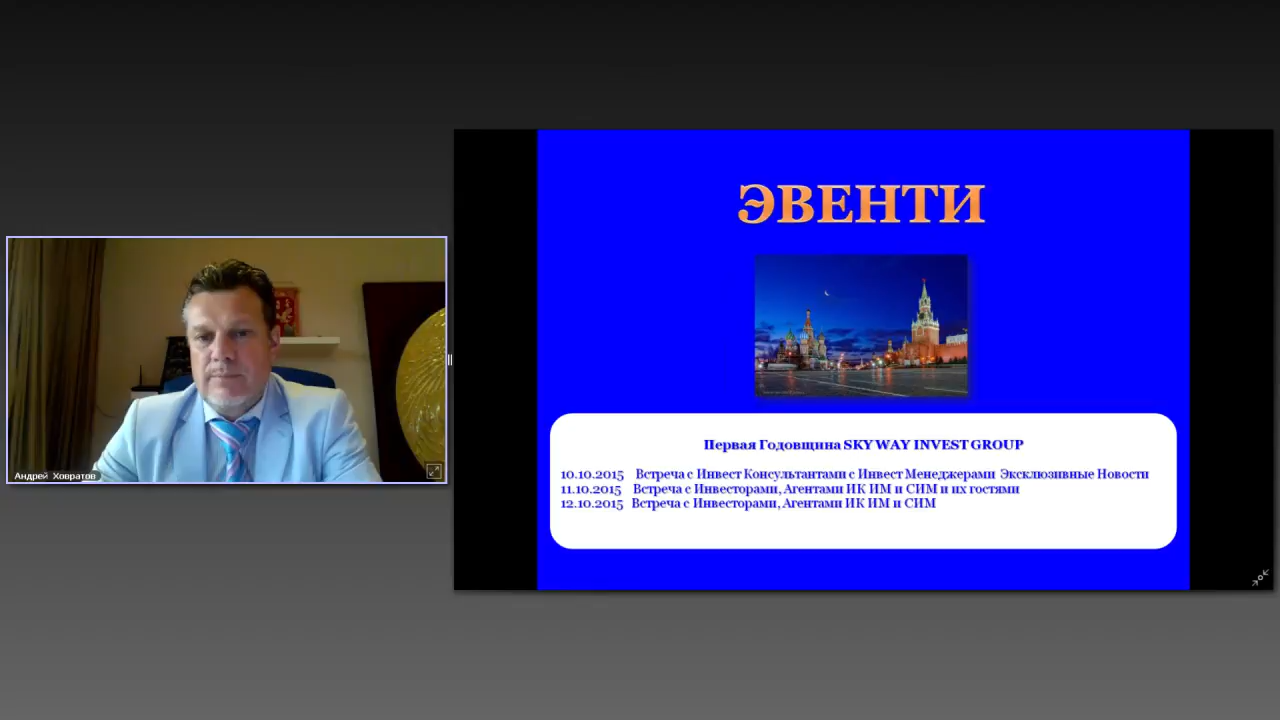 ЭВЕНТИ
Первая Годовщина SKY WAY INVEST GROUP
10.10.2015 Встреча с Инвест Консультантами с Инвест Менеджерами Эксклюзивные Новости
11.10.2015 Встреча с Инвесторами, Агентами ИК ИМ и СИМ и их гостями
12.10.2015 Встреча с Инвесторами, Агентами ИК ИМ и СИМ
Андрей Ховратов